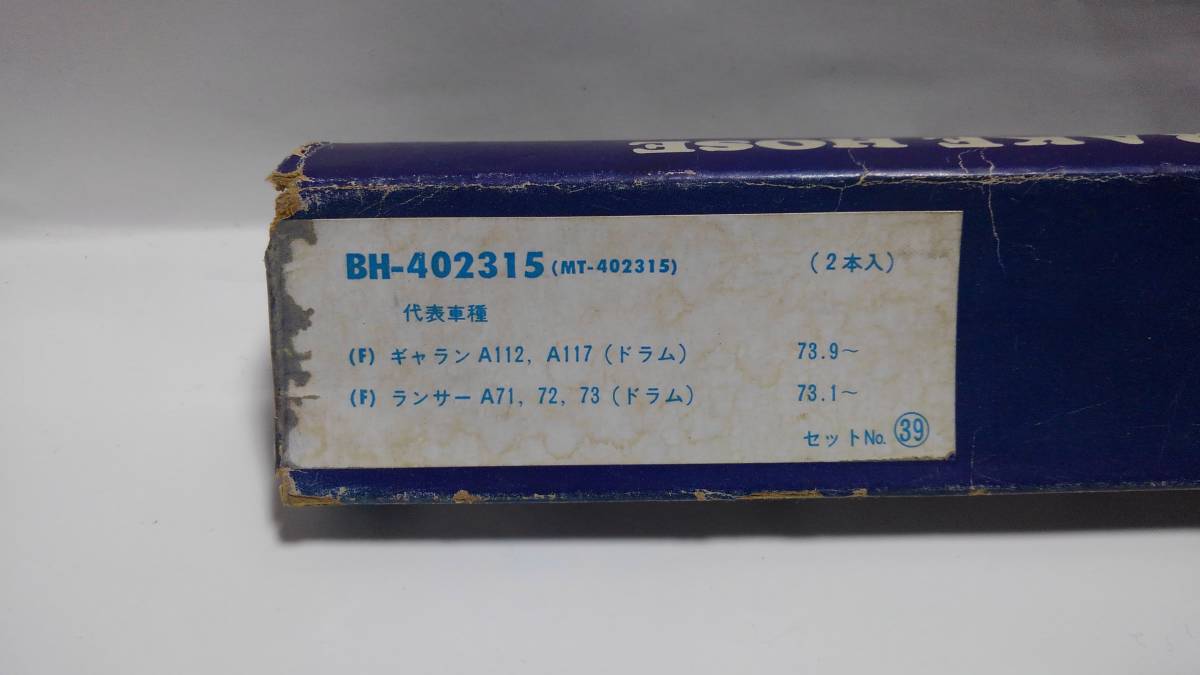 AKE HOSE
BH-402315 (MT-402315) (2本入)
代表車種
(F) ギャラン A112, A117 (ドラム) 73.9~
(F) ランサー A71, 72, 73 (ドラム) 73.1~
セットNo. ㊴